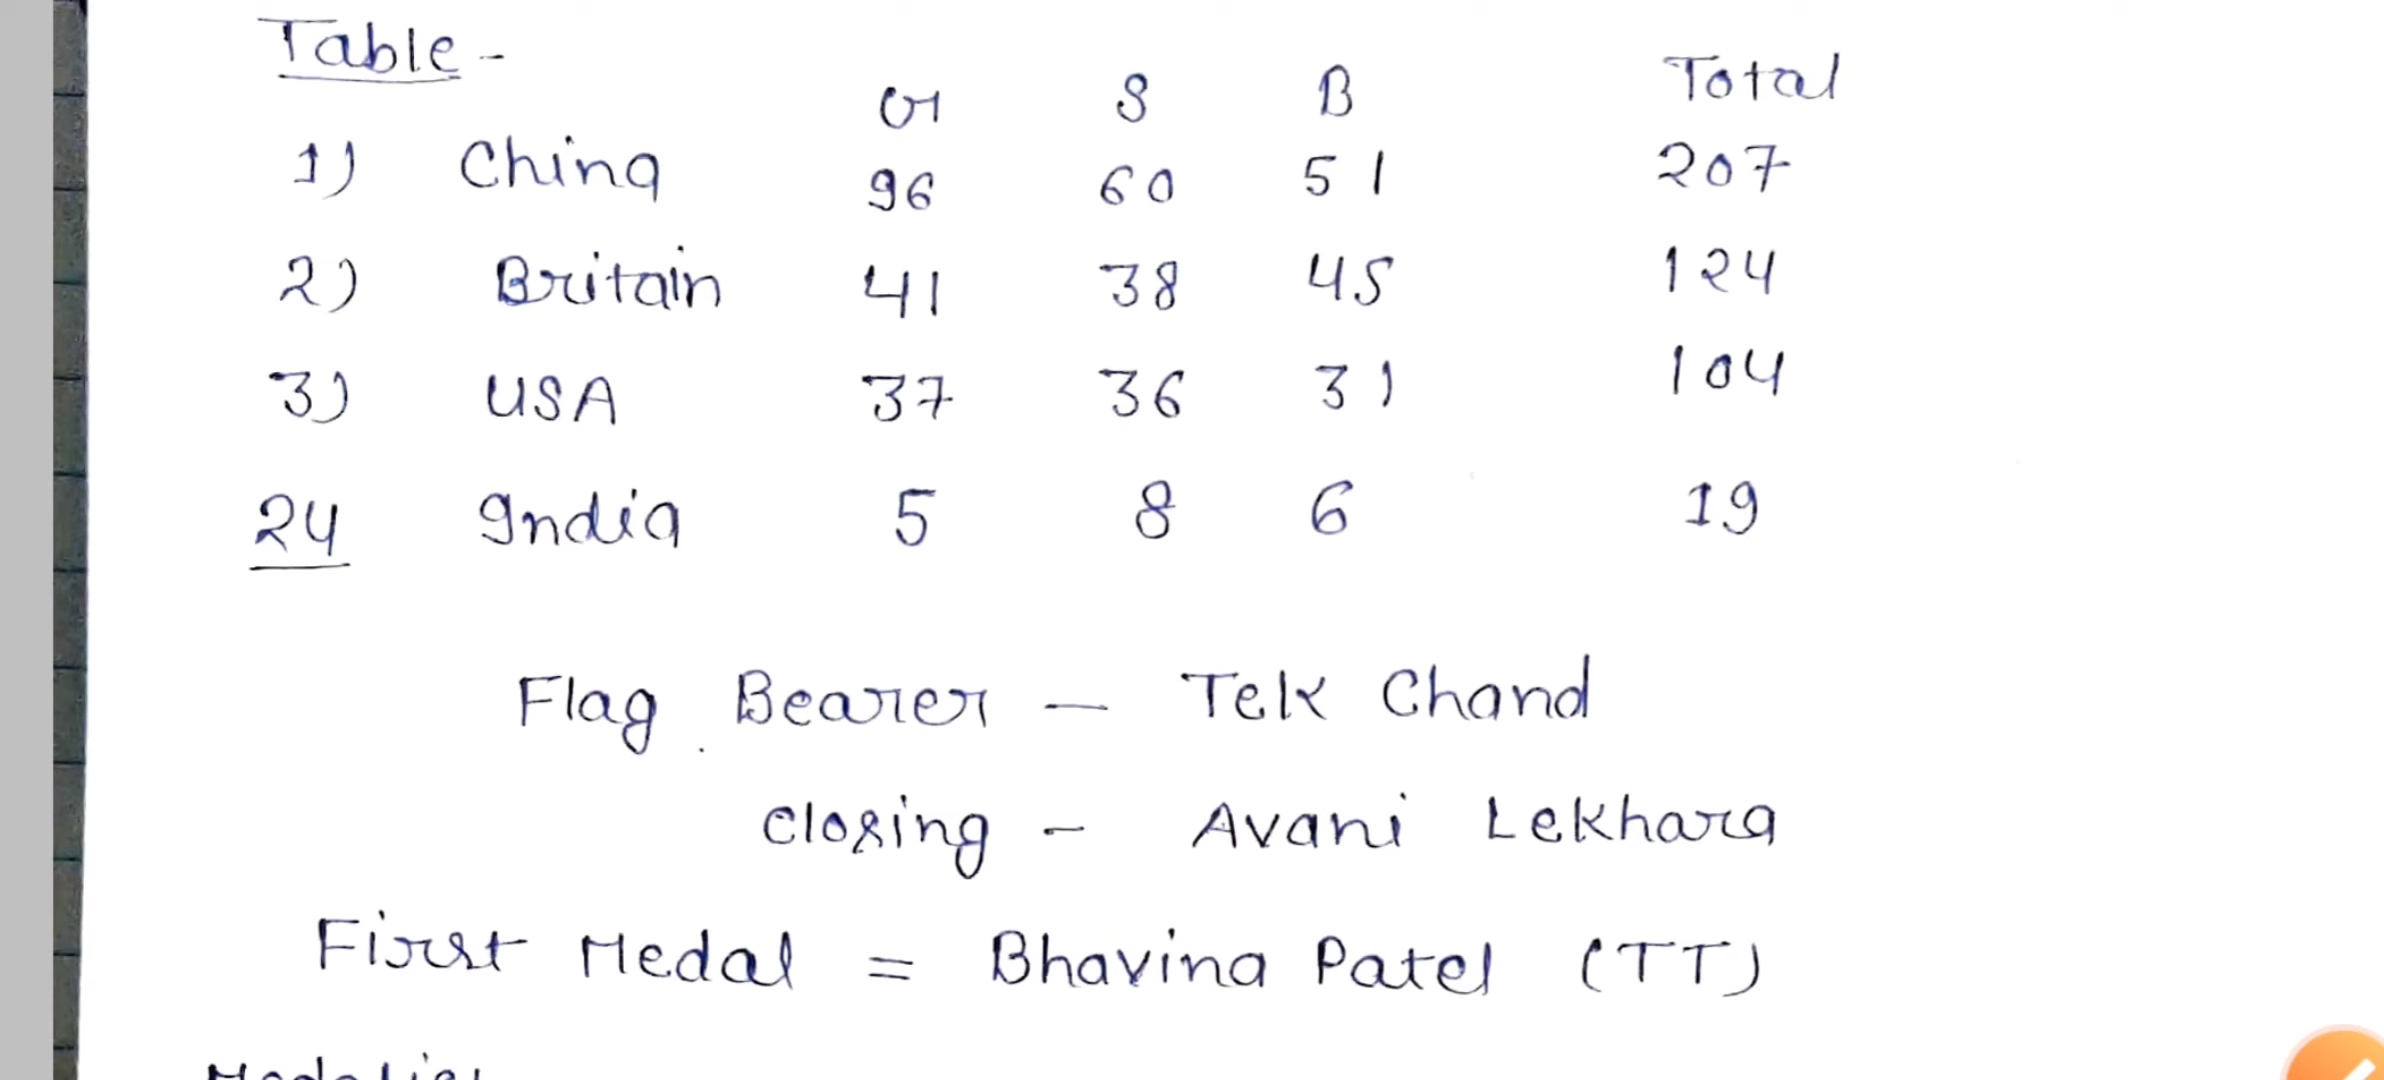 Table -
G S B Total
1) China 96 60 51 207
2) Britain 41 38 45 124
3) USA 37 36 31 104
24 India 5 8 6 19
Flag Bearer — Tek Chand
closing - Avani Lekhara
First Medal = Bhavina Patel (TT)